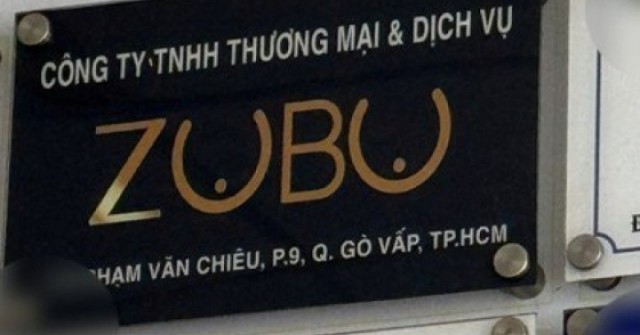 CÔNG TY TNHH THƯƠNG MẠI & DỊCH VỤ
ZUBU
PHẠM VĂN CHIÊU, P.9, Q. GÒ VẤP, TP.HCM